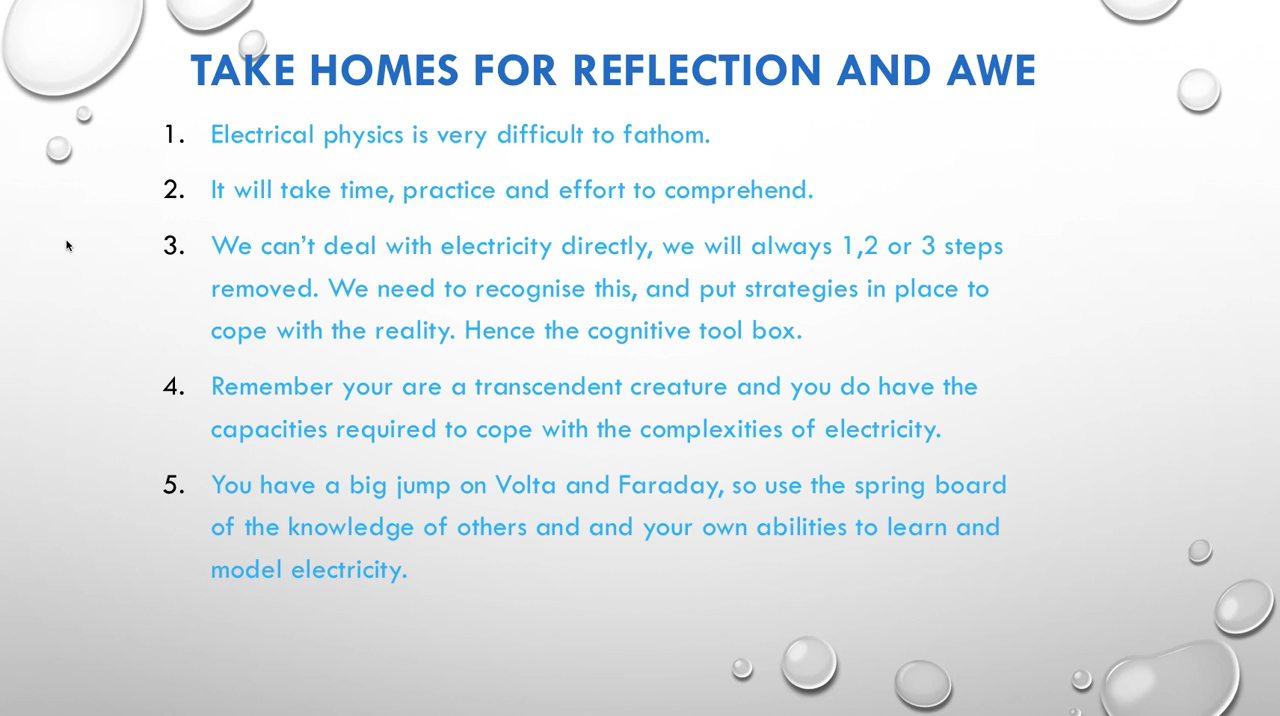 TAKE HOMES FOR REFLECTION AND AWE
1. Electrical physics is very difficult to fathom.
2. It will take time, practice and effort to comprehend.
3. We can't deal with electricity directly, we will always 1,2 or 3 steps
removed. We need to recognise this, and put strategies in place to
cope with the reality. Hence the cognitive tool box.
4. Remember your are a transcendent creature and you do have the
capacities required to cope with the complexities of electricity.
5. You have a big jump on Volta and Faraday, so use the spring board
of the knowledge of others and and your own abilities to learn and
model electricity.